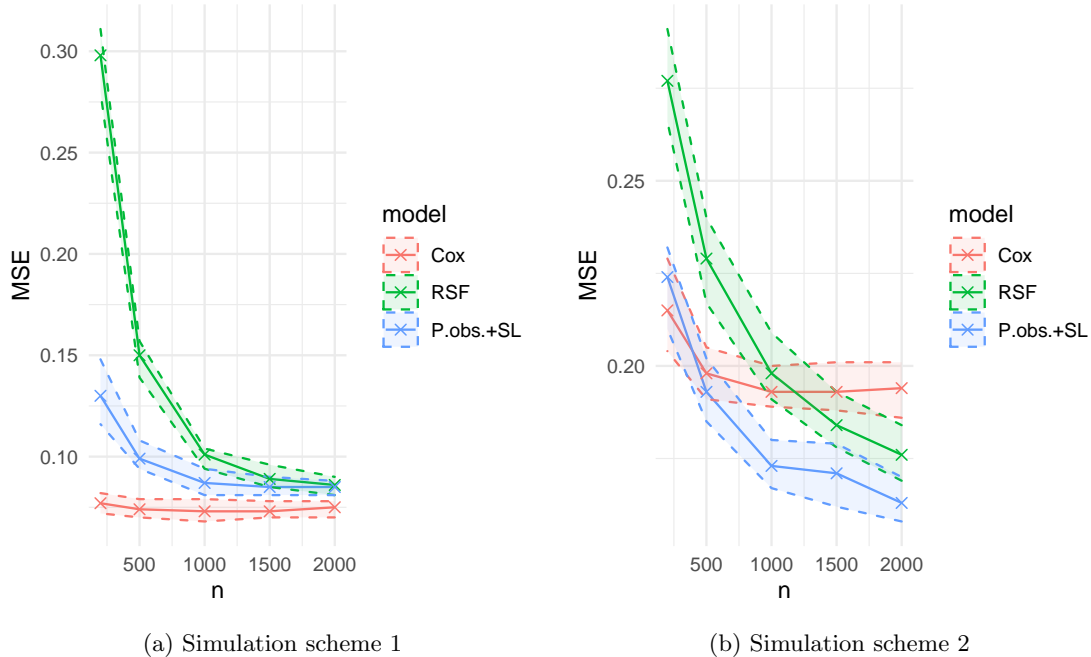 MSE
0.30
0.25
0.20
0.15
0.10
500
1000
1500
2000
n
model
Cox
RSF
P.obs.+SL
(a) Simulation scheme 1
MSE
0.25
0.20
500
1000
1500
2000
n
model
Cox
RSF
P.obs.+SL
(b) Simulation scheme 2